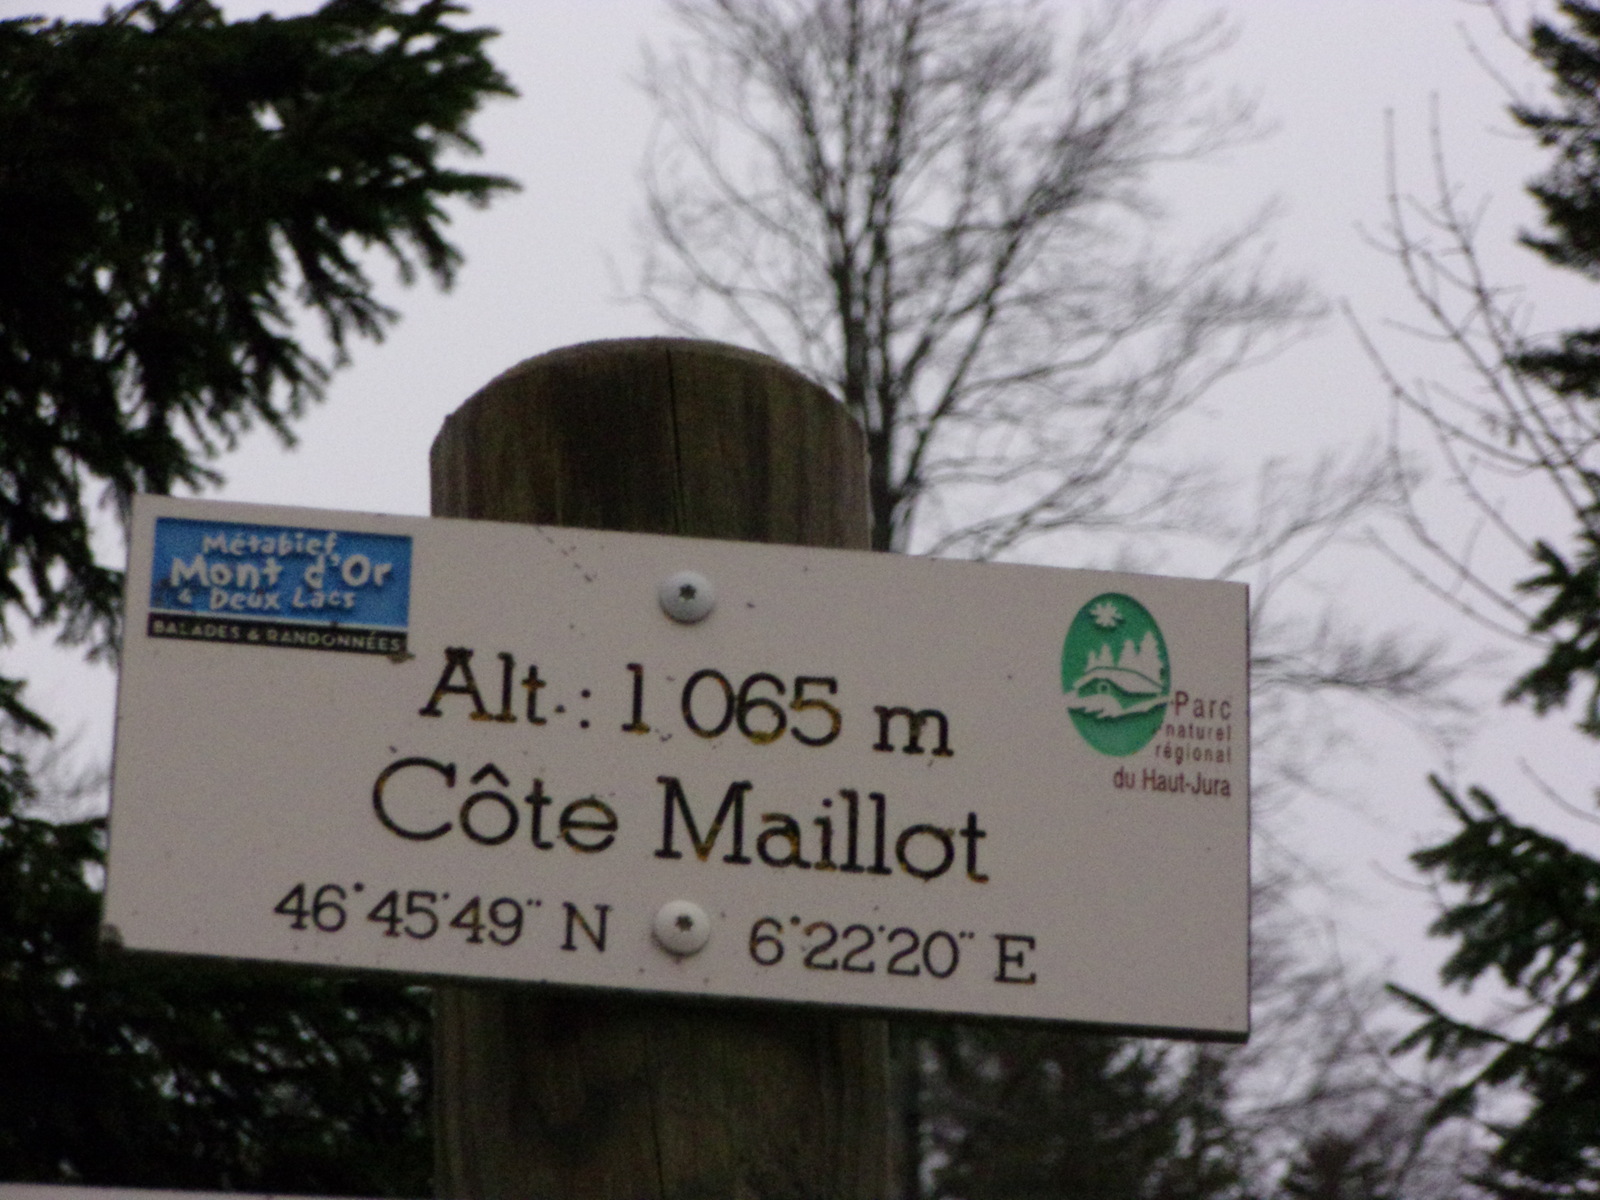 Métabief
Mont d'Or
& Deux Lacs
BALADES & RANDONNÉES
Alt.: 1 065 m
Côte Maillot
46°45'49" N 6°22'20" E
Parc
naturel
régional
du Haut-Jura